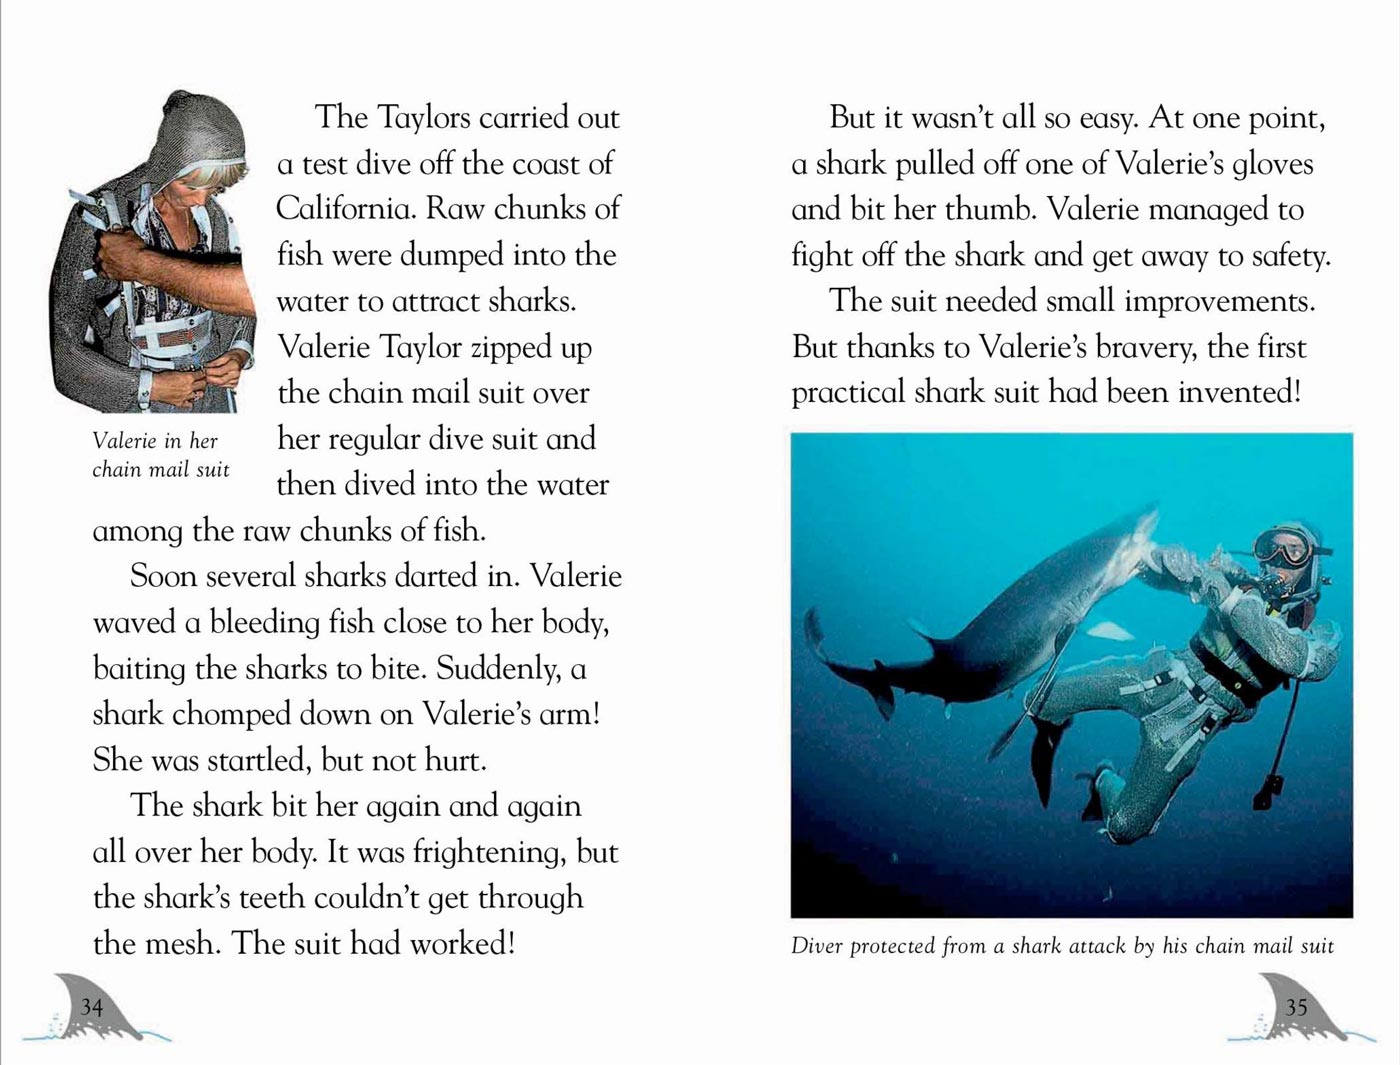 The Taylors carried out
a test dive off the coast of
California. Raw chunks of
fish were dumped into the
water to attract sharks.
Valerie Taylor zipped up
the chain mail suit over
her regular dive suit and
then dived into the water
among the raw chunks of fish.
Valerie in her
chain mail suit
Soon several sharks darted in. Valerie
waved a bleeding fish close to her body,
baiting the sharks to bite. Suddenly, a
shark chomped down on Valerie's arm!
She was startled, but not hurt.
The shark bit her again and again
all over her body. It was frightening, but
the shark's teeth couldn't get through
the mesh. The suit had worked!
34
But it wasn't all so easy. At one point,
a shark pulled off one of Valerie's gloves
and bit her thumb. Valerie managed to
fight off the shark and get away to safety.
The suit needed small improvements.
But thanks to Valerie's bravery, the first
practical shark suit had been invented!
Diver protected from a shark attack by his chain mail suit
35